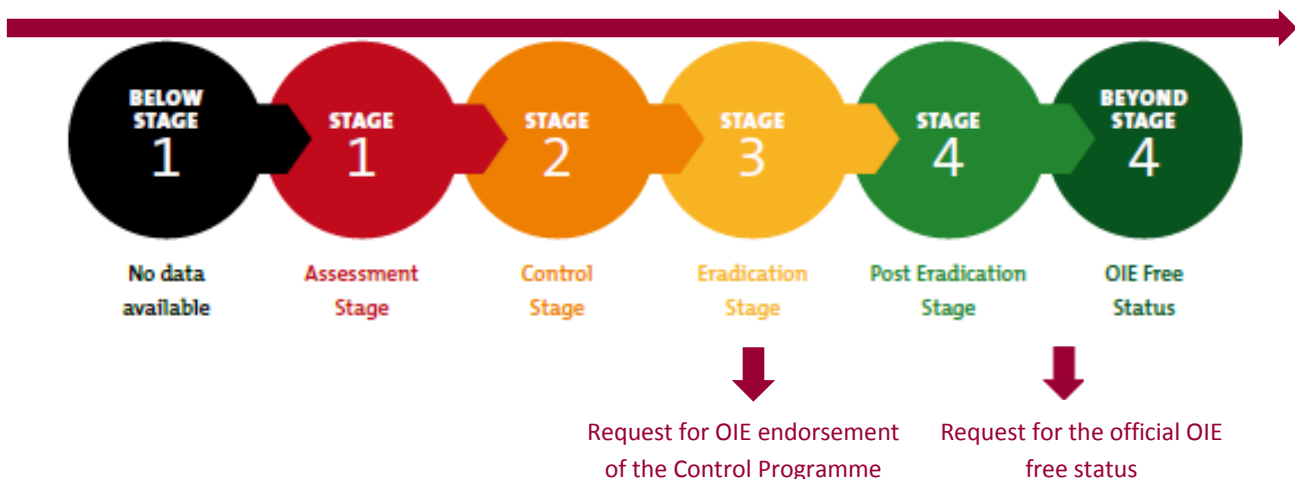 BELOW
STAGE
1
STAGE
1
STAGE
2
STAGE
3
STAGE
4
BEYOND
STAGE
4
No data
available
Assessment
Stage
Control
Stage
Eradication
Stage
Post Eradication
Stage
OIE Free
Status
Request for OIE endorsement
of the Control Programme
Request for the official OIE
free status